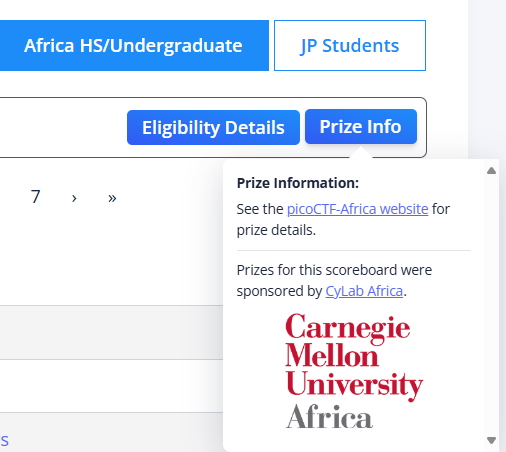 Africa HS/Undergraduate
JP Students
Eligibility Details
Prize Info
Prize Information:
See the picoCTF-Africa website for
prize details.
7 › »
Prizes for this scoreboard were
sponsored by CyLab Africa.
Carnegie
Mellon
University
Africa
s